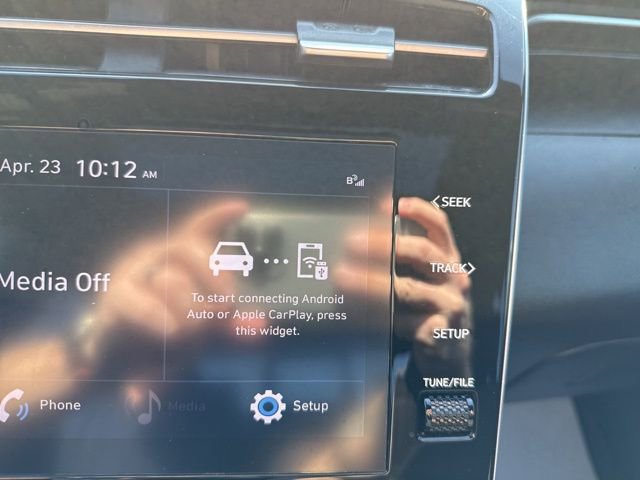 Apr. 23 10:12 AM
B
<SEEK
TRACK>
Media Off
To start connecting Android
Auto or Apple CarPlay, press
this widget.
SETUP
TUNE/FILE
Phone
Media
Setup